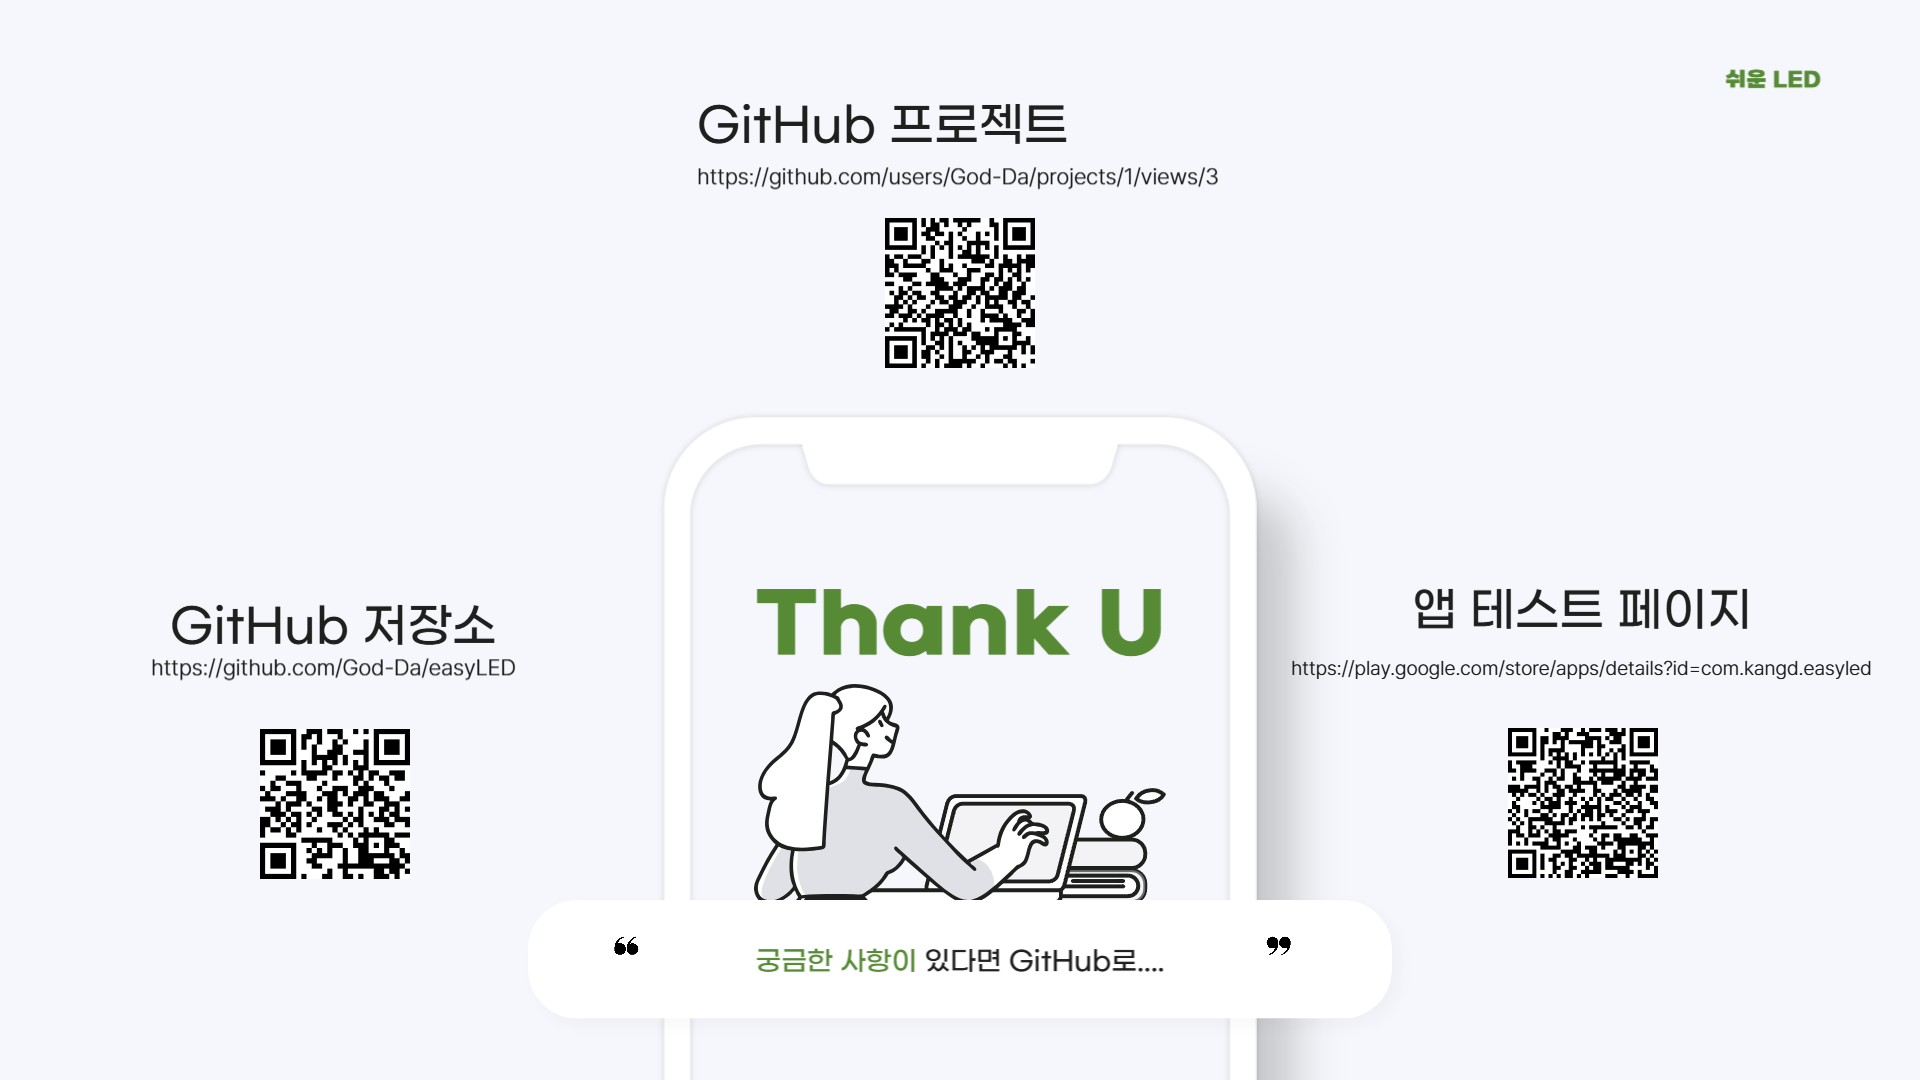 쉬운 LED
GitHub 프로젝트
https://github.com/users/God-Da/projects/1/views/3
Thank U
GitHub 저장소
https://github.com/God-Da/easyLED
앱 테스트 페이지
https://play.google.com/store/apps/details?id=com.kangd.easyled
❝ 궁금한 사항이 있다면 GitHub로.... ❞